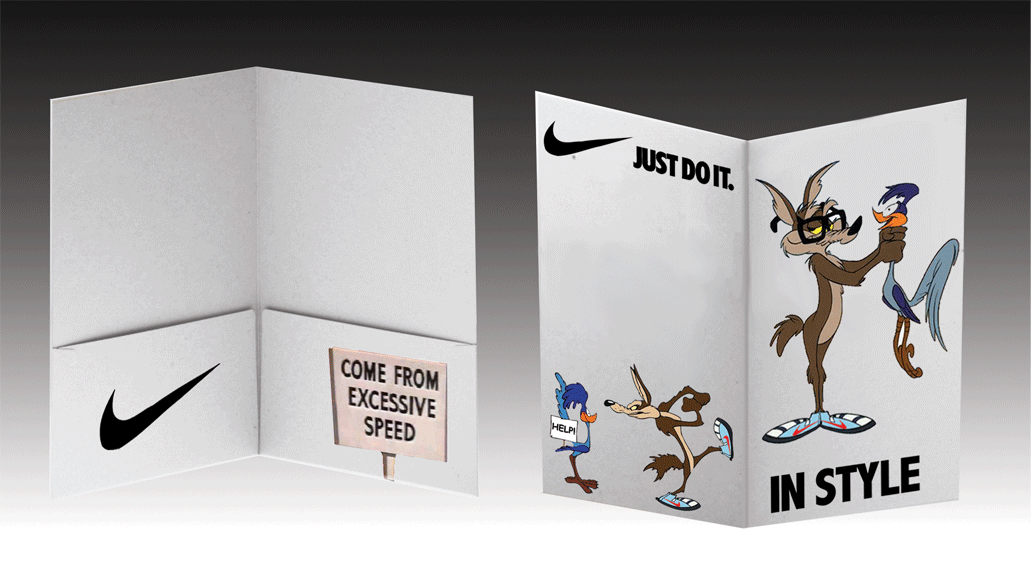 COME FROM
EXCESSIVE
SPEED
JUST DO IT.
HELP!
IN STYLE